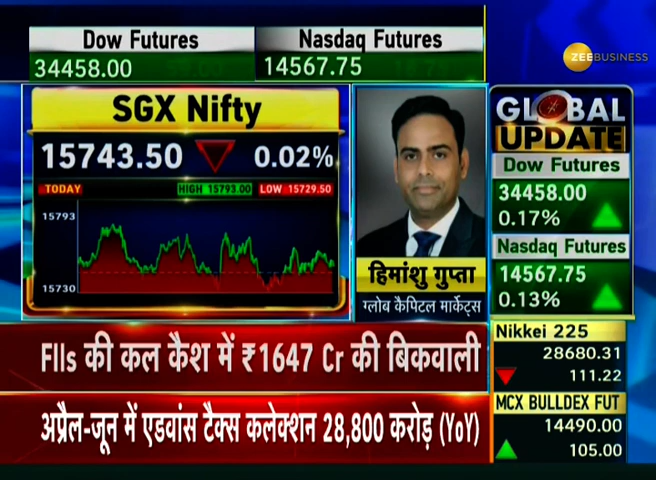 Dow Futures
34458.00
Nasdaq Futures
14567.75
ZEE BUSINESS
SGX Nifty
15743.50 0.02%
TODAY HIGH 15793.00 LOW 15729.50
15793
15730
हिमांशु गुप्ता
ग्लोब कैपिटल मार्केट्स
GLOBAL
UPDATE
Dow Futures
34458.00
0.17%
Nasdaq Futures
14567.75
0.13%
Nikkei 225
28680.31
111.22
MCX BULLDEX FUT
14490.00
105.00
FIIs की कल कैश में ₹1647 Cr की बिकवाली
अप्रैल-जून में एडवांस टैक्स कलेक्शन 28,800 करोड़ (YoY)